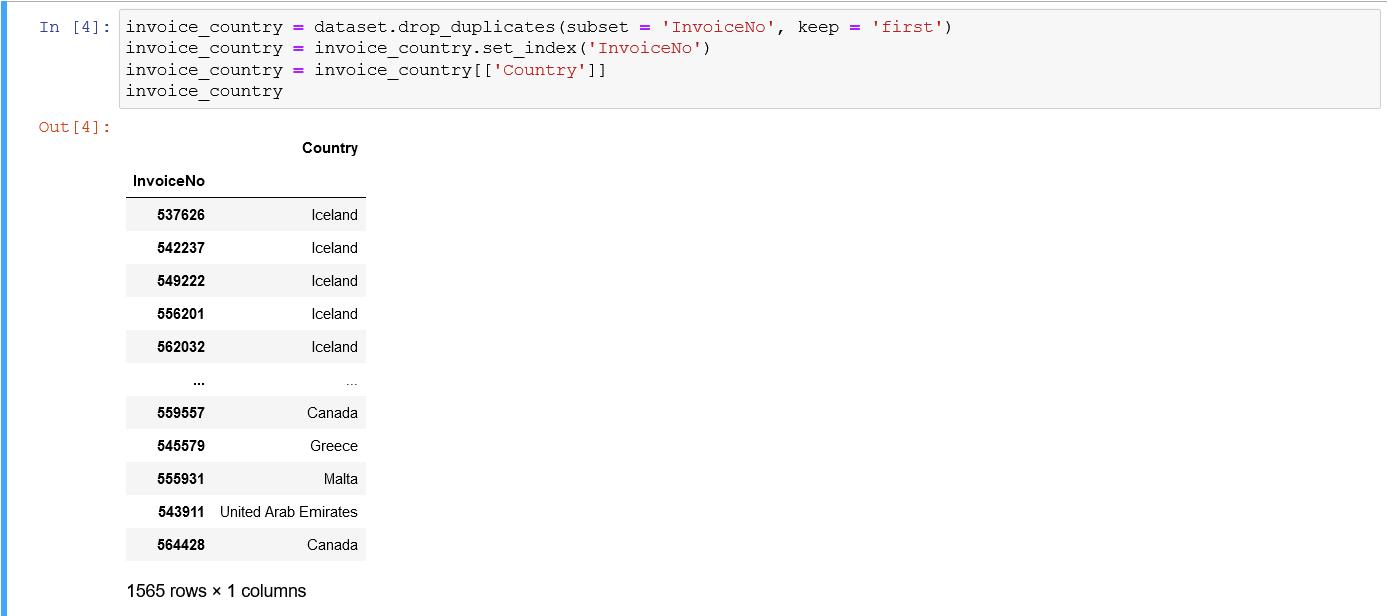 In [4]: invoice_country = dataset.drop_duplicates(subset = 'InvoiceNo', keep = 'first')
invoice_country = invoice_country.set_index('InvoiceNo')
invoice_country = invoice_country[['Country']]
invoice_country
Out[4]:
Country
InvoiceNo
537626 Iceland
542237 Iceland
549222 Iceland
556201 Iceland
562032 Iceland
... ...
559557 Canada
545579 Greece
555931 Malta
543911 United Arab Emirates
564428 Canada
1565 rows × 1 columns